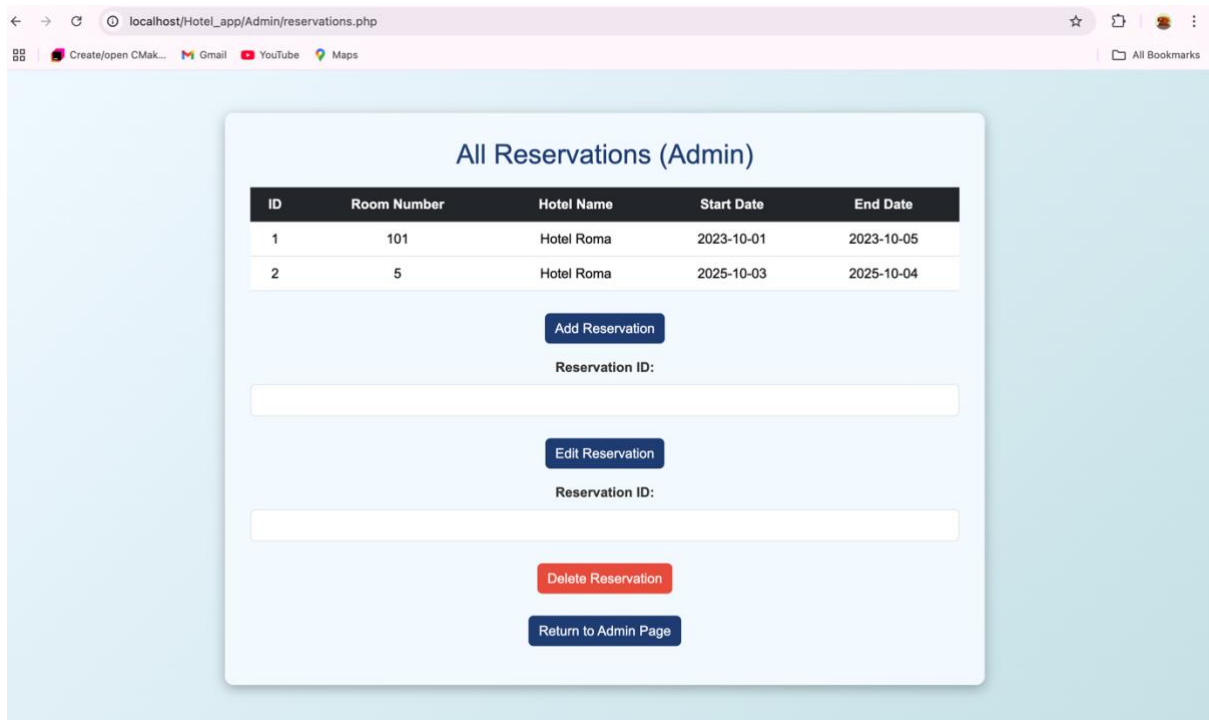 localhost/Hotel_app/Admin/reservations.php
Create/open CMak... Gmail YouTube Maps All Bookmarks
All Reservations (Admin)
ID Room Number Hotel Name Start Date End Date
1 101 Hotel Roma 2023-10-01 2023-10-05
2 5 Hotel Roma 2025-10-03 2025-10-04
Add Reservation
Reservation ID:
Edit Reservation
Reservation ID:
Delete Reservation
Return to Admin Page